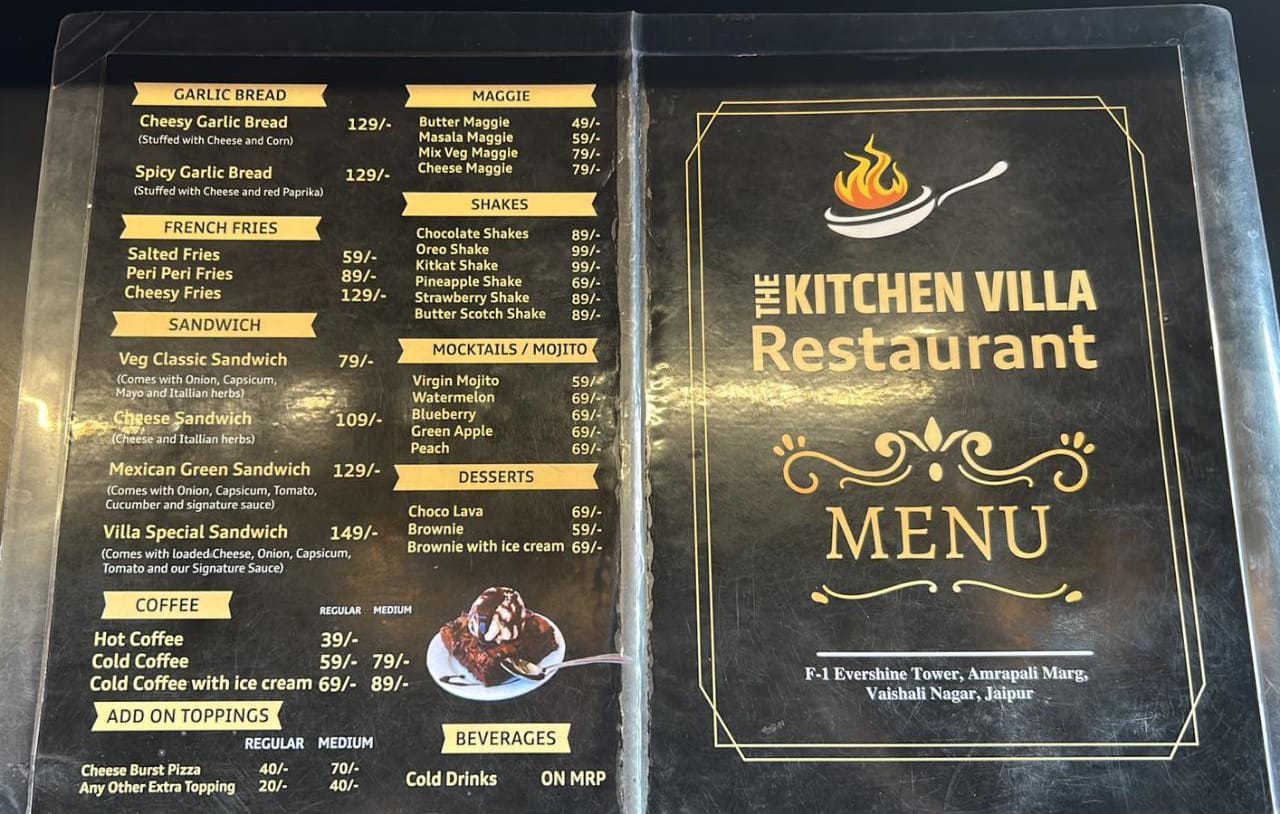 GARLIC BREAD
Cheesy Garlic Bread 129/-
(Stuffed with Cheese and Corn)
Spicy Garlic Bread 129/-
(Stuffed with Cheese and red Paprika)
FRENCH FRIES
Salted Fries 59/-
Peri Peri Fries 89/-
Cheesy Fries 129/-
SANDWICH
Veg Classic Sandwich 79/-
(Comes with Onion, Capsicum,
Mayo and Itallian herbs)
Cheese Sandwich 109/-
(Cheese and Itallian herbs)
Mexican Green Sandwich 129/-
(Comes with Onion, Capsicum, Tomato,
Cucumber and signature sauce)
Villa Special Sandwich 149/-
(Comes with loaded Cheese, Onion, Capsicum,
Tomato and our Signature Sauce)
COFFEE REGULAR MEDIUM
Hot Coffee 39/-
Cold Coffee 59/- 79/-
Cold Coffee with ice cream 69/- 89/-
ADD ON TOPPINGS
REGULAR MEDIUM
Cheese Burst Pizza 40/- 70/-
Any Other Extra Topping 20/- 40/-
MAGGIE
Butter Maggie 49/-
Masala Maggie 59/-
Mix Veg Maggie 79/-
Cheese Maggie 79/-
SHAKES
Chocolate Shakes 89/-
Oreo Shake 99/-
Kitkat Shake 99/-
Pineapple Shake 69/-
Strawberry Shake 89/-
Butter Scotch Shake 89/-
MOCKTAILS / MOJITO
Virgin Mojito 59/-
Watermelon 69/-
Blueberry 69/-
Green Apple 69/-
Peach 69/-
DESSERTS
Choco Lava 69/-
Brownie 59/-
Brownie with ice cream 69/-
BEVERAGES
Cold Drinks ON MRP
THE KITCHEN VILLA
Restaurant
MENU
F-1 Evershine Tower, Amrapali Marg,
Vaishali Nagar, Jaipur